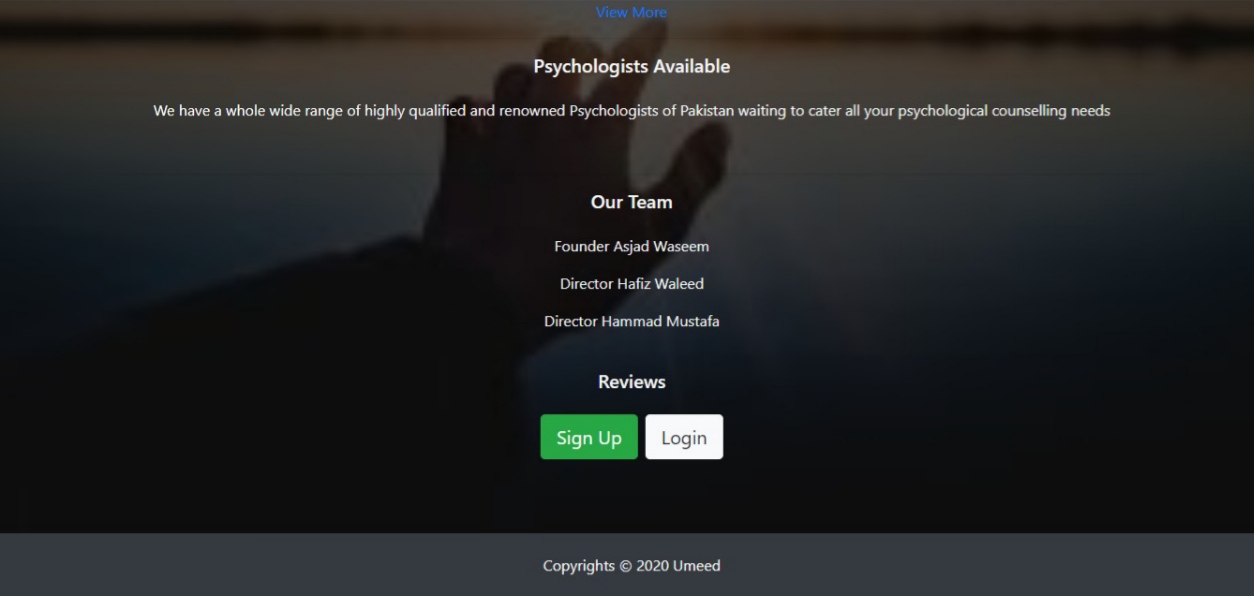 View More
Psychologists Available
We have a whole wide range of highly qualified and renowned Psychologists of Pakistan waiting to cater all your psychological counselling needs
Our Team
Founder Asjad Waseem
Director Hafiz Waleed
Director Hammad Mustafa
Reviews
Sign Up Login
Copyrights © 2020 Umeed